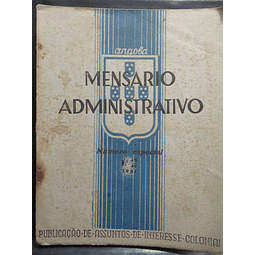 angola
MENSARIO
ADMINISTRATIVO
Número especial
PUBLICAÇÃO-DE-ASSUNTOS-DE-INTERESSE-COLONIAL